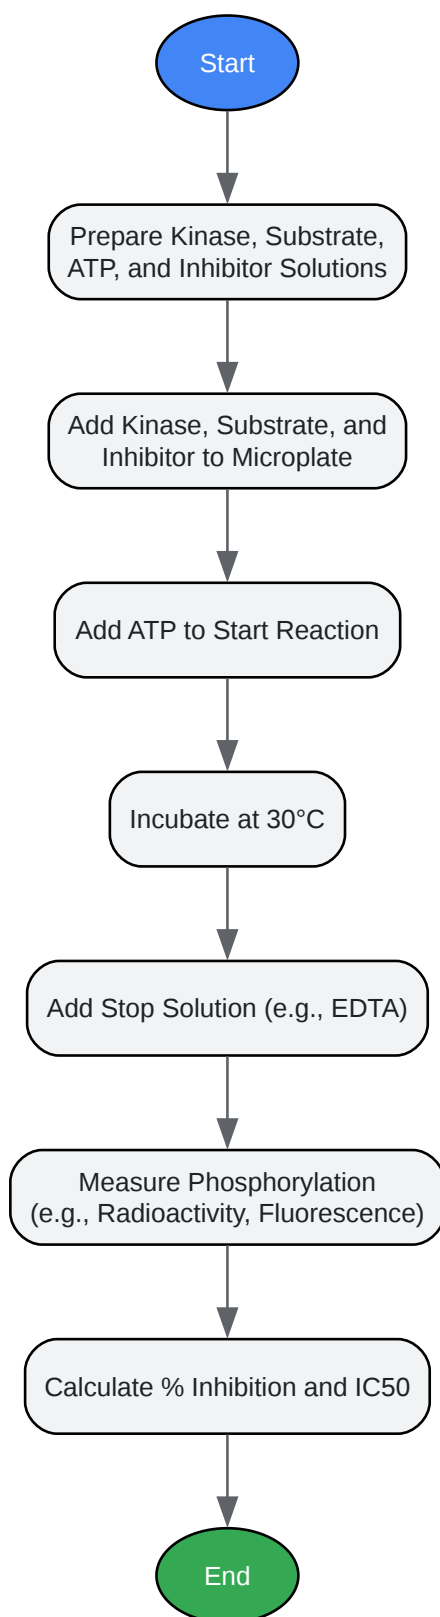 Start
Prepare Kinase, Substrate,
ATP, and Inhibitor Solutions
Add Kinase, Substrate, and
Inhibitor to Microplate
Add ATP to Start Reaction
Incubate at 30°C
Add Stop Solution (e.g., EDTA)
Measure Phosphorylation
(e.g., Radioactivity, Fluorescence)
Calculate % Inhibition and IC50
End